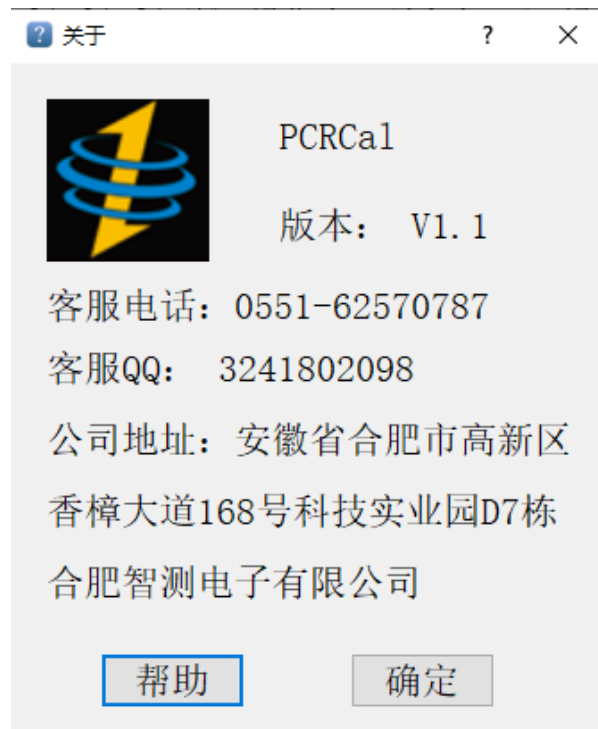 关于
?
PCRCal
版本: V1.1
客服电话：0551-62570787
客服QQ： 3241802098
公司地址：安徽省合肥市高新区
香樟大道168号科技实业园D7栋
合肥智测电子有限公司
帮助
确定